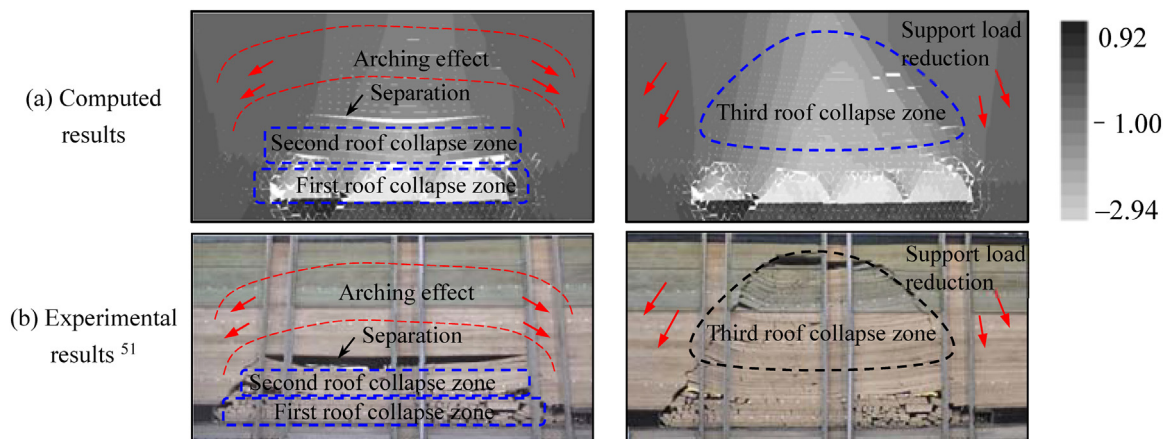 (a) Computed
results
Arching effect
Separation
Second roof collapse zone
First roof collapse zone
Support load
reduction
Third roof collapse zone
0.92
- 1.00
-2.94
(b) Experimental
results 51
Arching effect
Separation
Second roof collapse zone
First roof collapse zone
Support load
reduction
Third roof collapse zone